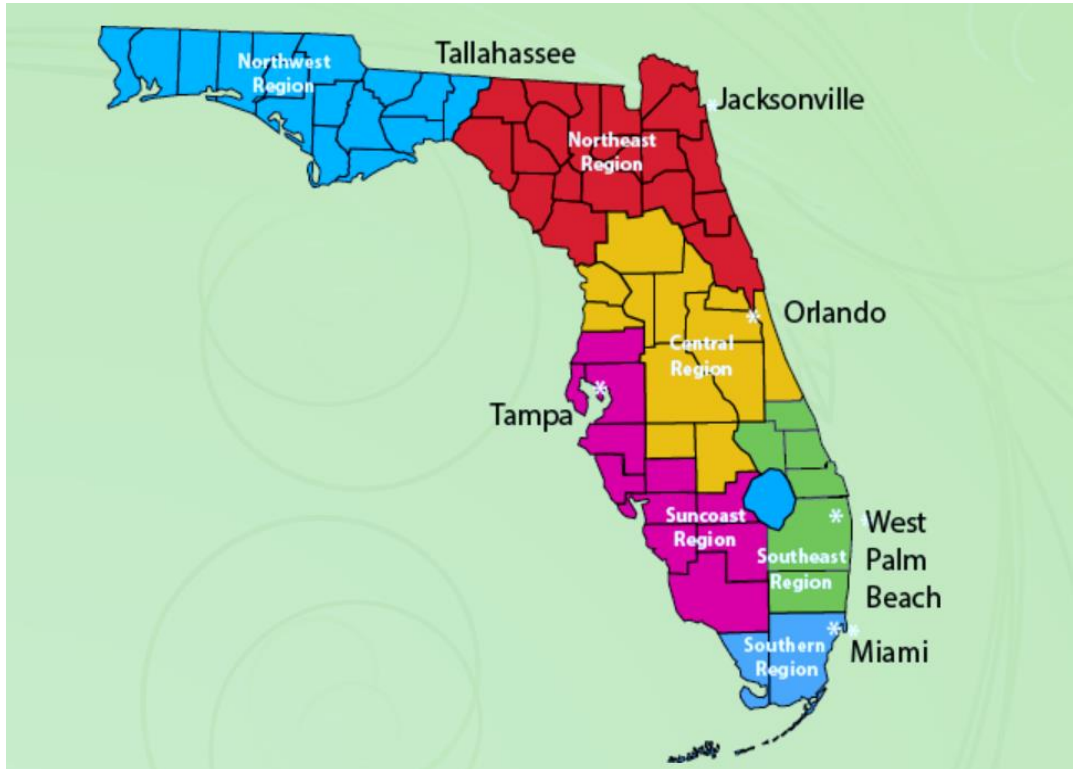 Northwest
Region
Tallahassee
* Jacksonville
Northeast
Region
* Orlando
Central
Region
*
Tampa
Suncoast
Region
* * West
Palm
Beach
Southeast
Region
* * Miami
Southern
Region